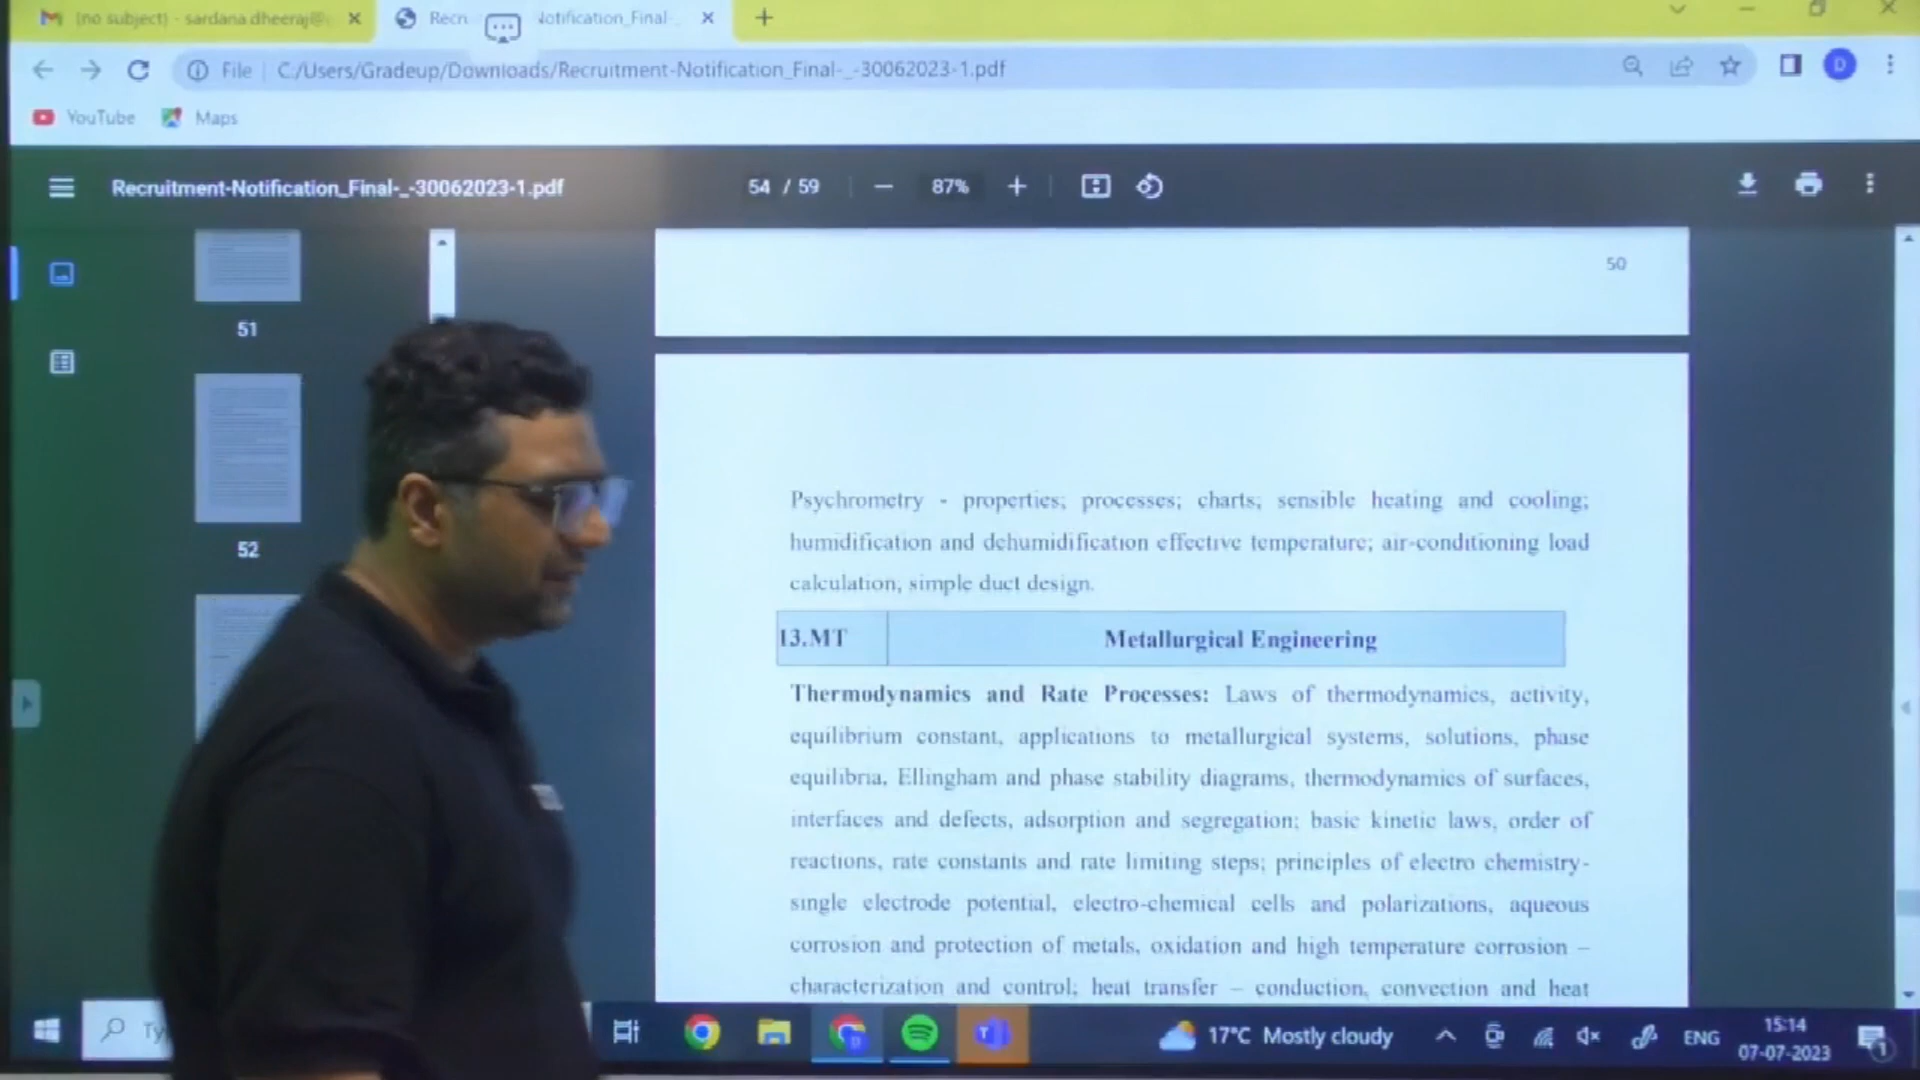 (no subject) - sardana.dheeraj@
Recr
Notification_Final-_
File
C:/Users/Gradeup/Downloads/Recruitment-Notification_Final-_-30062023-1.pdf
D
YouTube
Maps
Recruitment-Notification_Final-_-30062023-1.pdf
54 / 59
87%
51
52
50
Psychrometry - properties; processes; charts; sensible heating and cooling;
humidification and dehumidification effective temperature; air-conditioning load
calculation; simple duct design.
13.MT
Metallurgical Engineering
Thermodynamics and Rate Processes: Laws of thermodynamics, activity,
equilibrium constant, applications to metallurgical systems, solutions, phase
equilibria, Ellingham and phase stability diagrams, thermodynamics of surfaces,
interfaces and defects, adsorption and segregation; basic kinetic laws, order of
reactions, rate constants and rate limiting steps; principles of electro chemistry-
single electrode potential, electro-chemical cells and polarizations, aqueous
corrosion and protection of metals, oxidation and high temperature corrosion –
characterization and control; heat transfer – conduction, convection and heat
Ty
17°C Mostly cloudy
ENG
15:14
07-07-2023
1